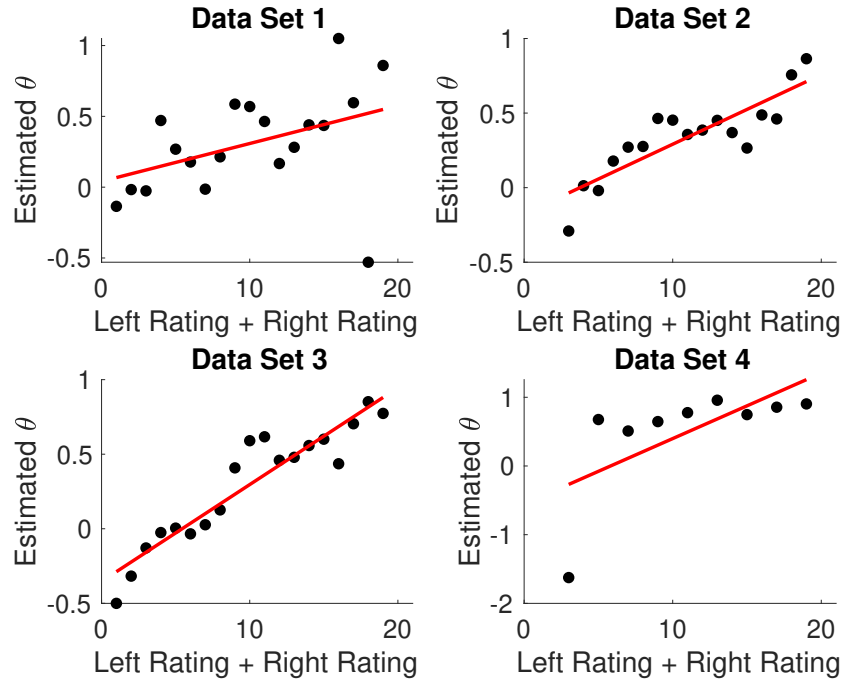 Data Set 1
1
0.5
0
-0.5
Estimated θ
0
10
20
Left Rating + Right Rating
Data Set 2
1
0.5
0
-0.5
Estimated θ
0
10
20
Left Rating + Right Rating
Data Set 3
1
0.5
0
-0.5
Estimated θ
0
10
20
Left Rating + Right Rating
Data Set 4
1
0
-1
-2
Estimated θ
0
10
20
Left Rating + Right Rating